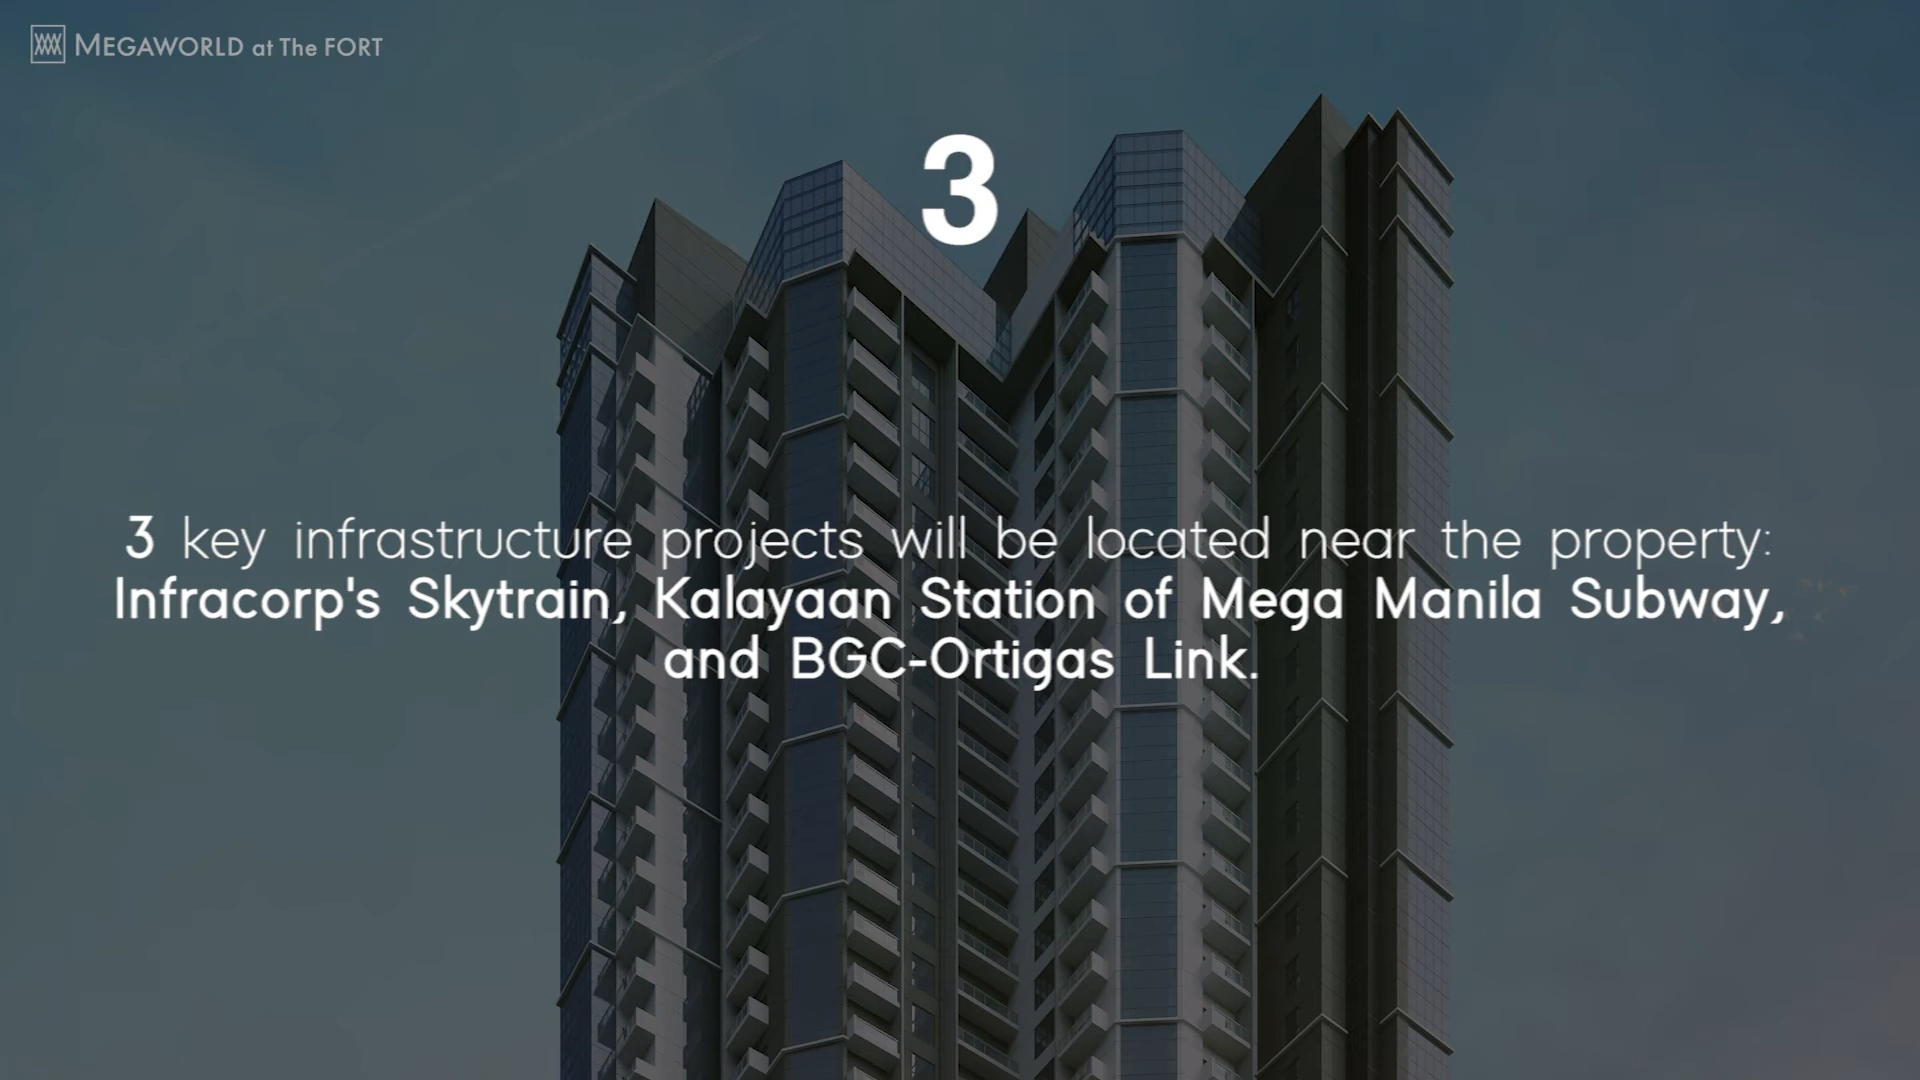 MEGAWORLD at The FORT
3
3 key infrastructure projects will be located near the property:
Infracorp's Skytrain, Kalayaan Station of Mega Manila Subway,
and BGC-Ortigas Link.